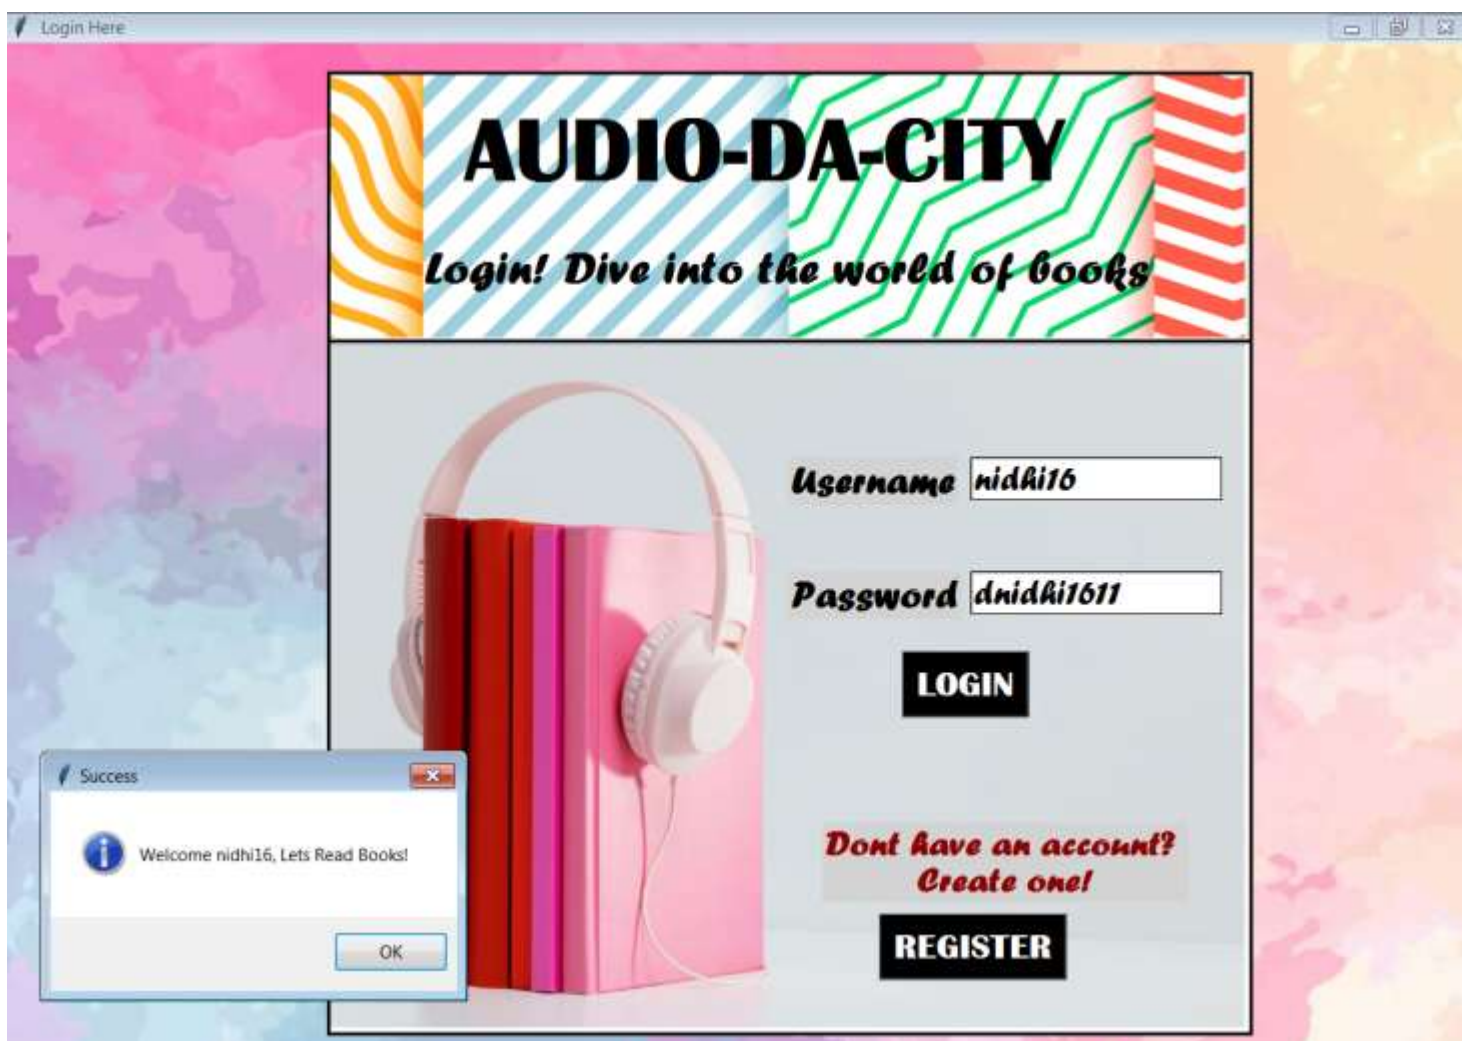 Login Here
AUDIO-DA-CITY
Login! Dive into the world of books
Username nidhi16
Password dnidhi1611
LOGIN
Success
Welcome nidhi16, Lets Read Books!
OK
Dont have an account?
Create one!
REGISTER